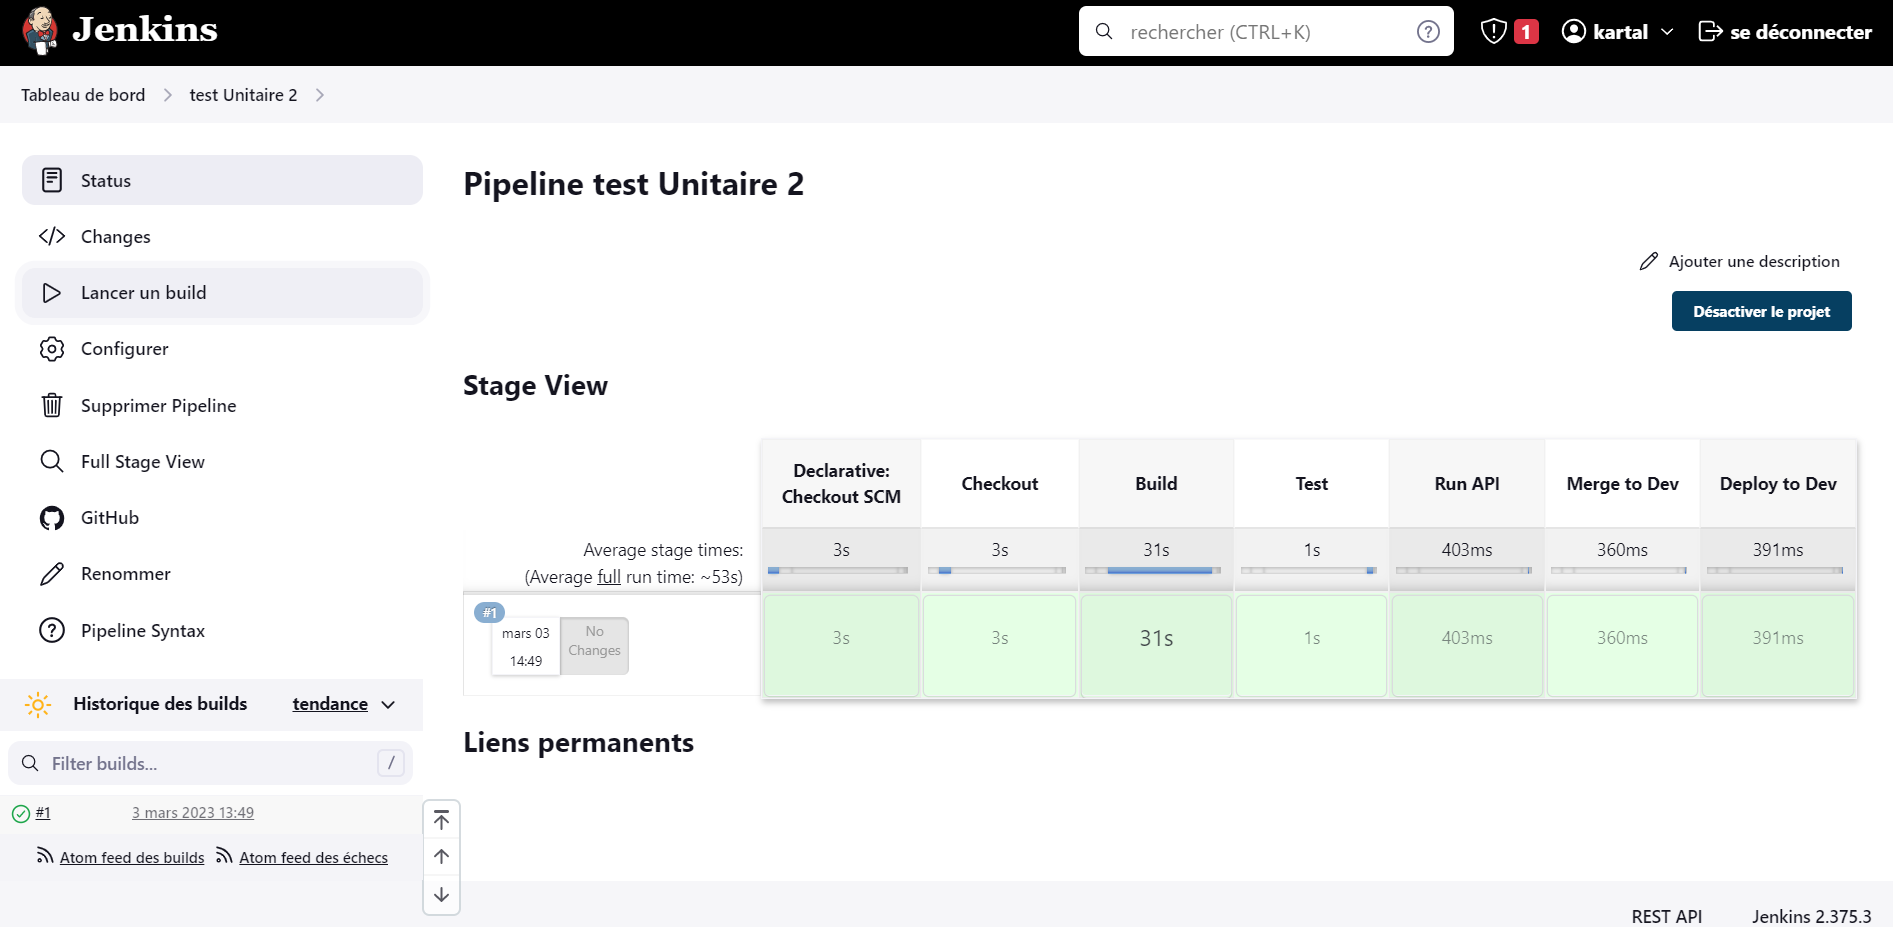 Jenkins
rechercher (CTRL+K)
1
kartal
se déconnecter
Tableau de bord
test Unitaire 2
Status
Changes
Lancer un build
Configurer
Supprimer Pipeline
Full Stage View
GitHub
Renommer
Pipeline Syntax
Historique des builds
tendance
Filter builds...
/
#1
3 mars 2023 13:49
Atom feed des builds
Atom feed des échecs
Pipeline test Unitaire 2
Ajouter une description
Désactiver le projet
Stage View
Declarative:
Checkout SCM
Checkout
Build
Test
Run API
Merge to Dev
Deploy to Dev
Average stage times:
(Average full run time: ~53s)
3s
3s
31s
1s
403ms
360ms
391ms
#1
mars 03
14:49
No
Changes
3s
3s
31s
1s
403ms
360ms
391ms
Liens permanents
REST API
Jenkins 2.375.3